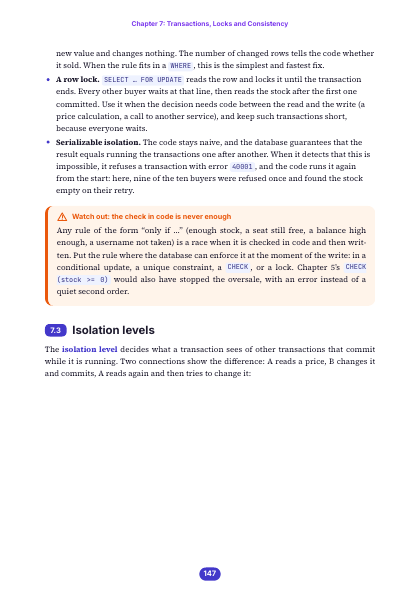 Chapter 7: Transactions, Locks and Consistency
new value and changes nothing. The number of changed rows tells the code whether
it sold. When the rule fits in a WHERE, this is the simplest and fastest fix.
• A row lock. SELECT … FOR UPDATE reads the row and locks it until the transaction
ends. Every other buyer waits at that line, then reads the stock after the first one
committed. Use it when the decision needs code between the read and the write (a
price calculation, a call to another service), and keep such transactions short,
because everyone waits.
• Serializable isolation. The code stays naive, and the database guarantees that the
result equals running the transactions one after another. When it detects that this is
impossible, it refuses a transaction with error 40001, and the code runs it again
from the start: here, nine of the ten buyers were refused once and found the stock
empty on their retry.
Watch out: the check in code is never enough
Any rule of the form “only if …” (enough stock, a seat still free, a balance high
enough, a username not taken) is a race when it is checked in code and then writ-
ten. Put the rule where the database can enforce it at the moment of the write: in a
conditional update, a unique constraint, a CHECK, or a lock. Chapter 5’s CHECK
(stock >= 0) would also have stopped the oversale, with an error instead of a
quiet second order.
7.3 Isolation levels
The isolation level decides what a transaction sees of other transactions that commit
while it is running. Two connections show the difference: A reads a price, B changes it
and commits, A reads again and then tries to change it:
147